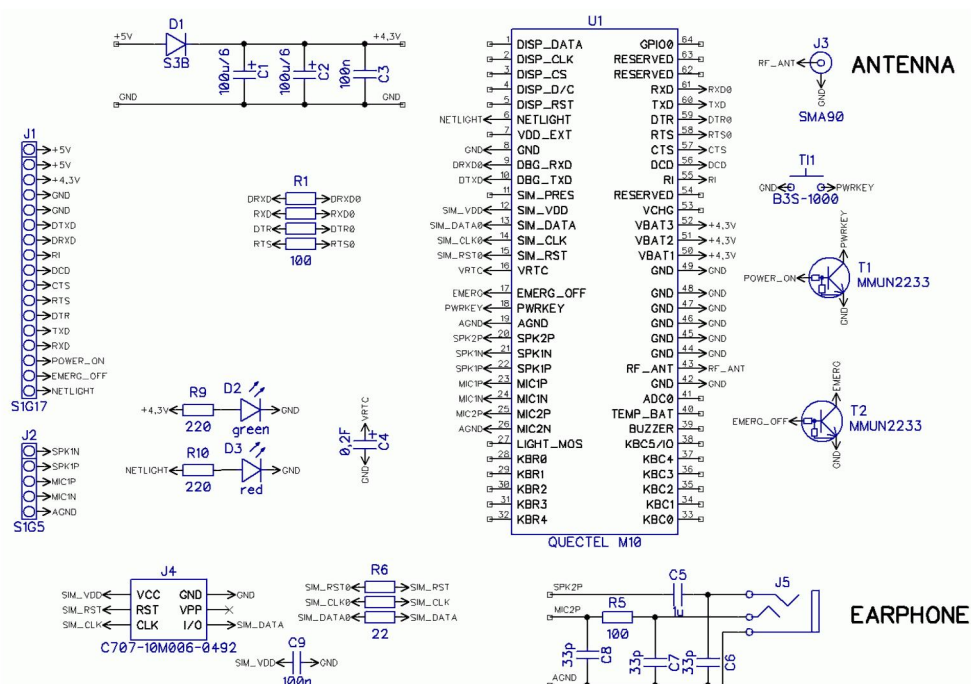 D1
+5V
+4,3V
S3B
100u/6
C1
100u/6
C2
100n
C3
GND
GND
J1
+5V
+5V
+4,3V
GND
GND
DTXD
DRXD
RI
DCD
CTS
RTS
DTR
TXD
RXD
POWER_ON
EMERG_OFF
NETLIGHT
S1G17
J2
SPK1N
SPK1P
MIC1P
MIC1N
AGND
S1G5
R1
DRXD DRXD0
RXD RXD0
DTR DTR0
RTS RTS0
100
R9
D2
+4,3V
GND
220
green
R10
D3
NETLIGHT
GND
220
red
VRTC
0,2F
C4
GND
U1
1 DISP_DATA GPIO0 64
2 DISP_CLK RESERVED 63
3 DISP_CS RESERVED 62
4 DISP_D/C RXD 61 RXD0
5 DISP_RST TXD 60 TXD
NETLIGHT 6 NETLIGHT DTR 59 DTR0
7 VDD_EXT RTS 58 RTS0
GND 8 GND CTS 57 CTS
DRXD0 9 DBG_RXD DCD 56 DCD
DTXD 10 DBG_TXD RI 55 RI
11 SIM_PRES RESERVED 54
SIM_VDD 12 SIM_VDD VCHG 53
SIM_DATA0 13 SIM_DATA VBAT3 52 +4,3V
SIM_CLK0 14 SIM_CLK VBAT2 51 +4,3V
SIM_RST0 15 SIM_RST VBAT1 50 +4,3V
VRTC 16 VRTC GND 49 GND
EMERG 17 EMERG_OFF GND 48 GND
PWRKEY 18 PWRKEY GND 47 GND
AGND 19 AGND GND 46 GND
SPK2P 20 SPK2P GND 45 GND
SPK1N 21 SPK1N GND 44 GND
SPK1P 22 SPK1P RF_ANT 43 RF_ANT
MIC1P 23 MIC1P GND 42 GND
MIC1N 24 MIC1N ADC0 41
MIC2P 25 MIC2P TEMP_BAT 40
AGND 26 MIC2N BUZZER 39
27 LIGHT_MOS KBC5/IO 38
28 KBR0 KBC4 37
29 KBR1 KBC3 36
30 KBR2 KBC2 35
31 KBR3 KBC1 34
32 KBR4 KBC0 33
QUECTEL M10
J3
RF_ANT
GND
SMA90
ANTENNA
Tl1
GND PWRKEY
B3S-1000
PWRKEY
POWER_ON
T1
MMUN2233
GND
EMERG
EMERG_OFF
T2
MMUN2233
GND
J4
SIM_VDD VCC GND GND
SIM_RST RST VPP
SIM_CLK CLK I/O SIM_DATA
C707-10M006-0492
R6
SIM_RST0 SIM_RST
SIM_CLK0 SIM_CLK
SIM_DATA0 SIM_DATA
22
C9
SIM_VDD GND
100n
SPK2P
C5
1u
J5
MIC2P
R5
100
EARPHONE
33p
C8
33p
C7
33p
C6
AGND